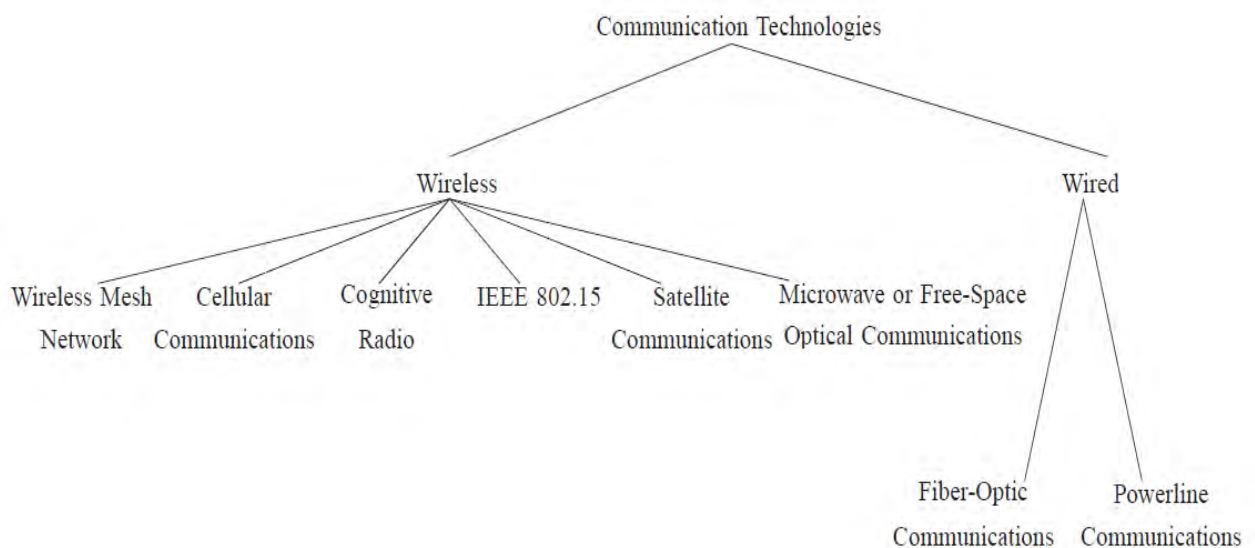 Communication Technologies
Wireless
Wired
Wireless Mesh
Network
Cellular
Communications
Cognitive
Radio
IEEE 802.15
Satellite
Communications
Microwave or Free-Space
Optical Communications
Fiber-Optic
Communications
Powerline
Communications